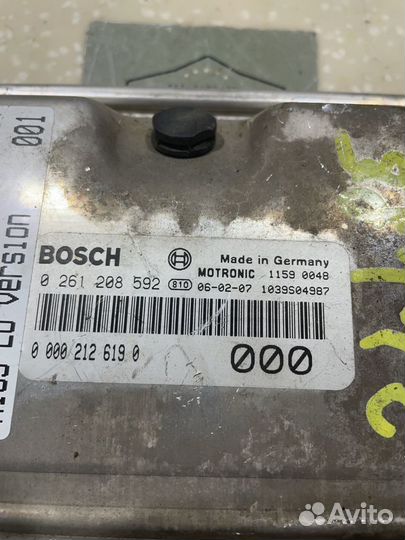 001
Lo version
BOSCH
Made in Germany
MOTRONIC 1159 0048
0 261 208 592 810 06-02-07 1039S04987
0 000 212 619 0
000
Avito